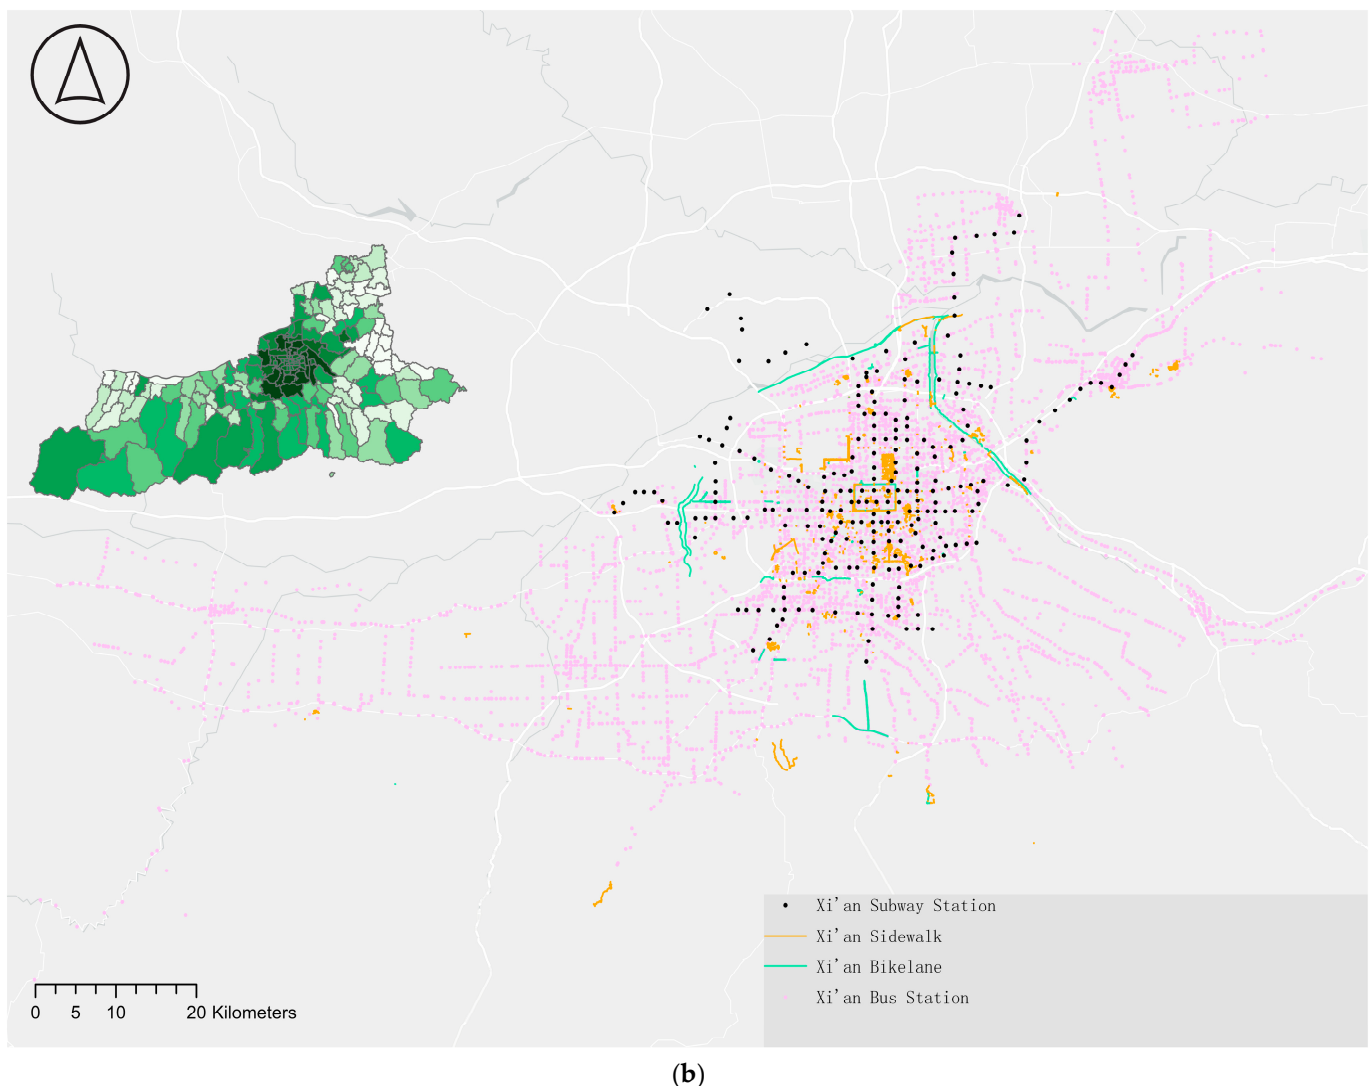 Xi'an Subway Station
Xi'an Sidewalk
Xi'an Bikelane
Xi'an Bus Station
0 5 10 20 Kilometers
(b)